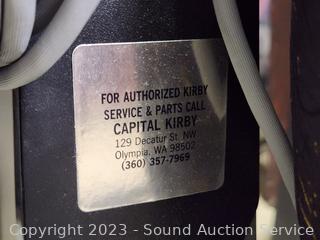 FOR AUTHORIZED KIRBY
SERVICE & PARTS CALL
CAPITAL KIRBY
129 Decatur St. NW
Olympia, WA 98502
(360) 357-7969
Copyright © 2023 - Sound Auction Service